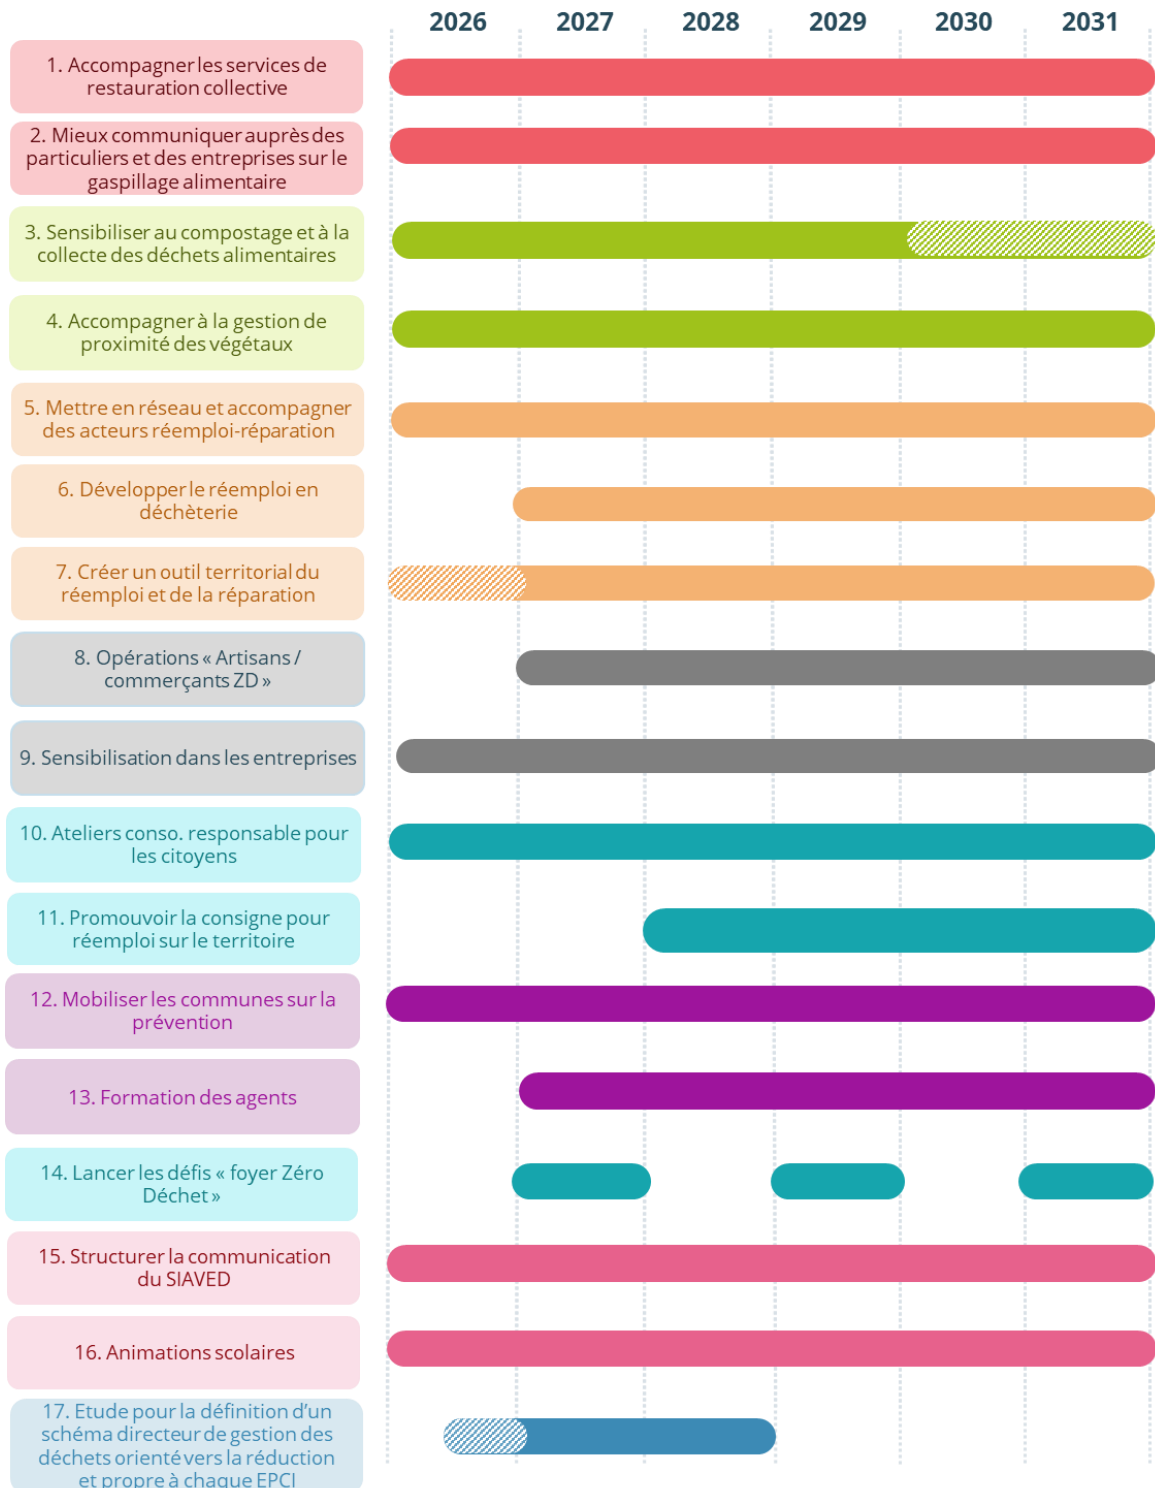 2026 2027 2028 2029 2030 2031
1. Accompagner les services de
restauration collective
2. Mieux communiquer auprès des
particuliers et des entreprises sur le
gaspillage alimentaire
3. Sensibiliser au compostage et à la
collecte des déchets alimentaires
4. Accompagner à la gestion de
proximité des végétaux
5. Mettre en réseau et accompagner
des acteurs réemploi-réparation
6. Développer le réemploi en
déchèterie
7. Créer un outil territorial du
réemploi et de la réparation
8. Opérations « Artisans /
commerçants ZD »
9. Sensibilisation dans les entreprises
10. Ateliers conso. responsable pour
les citoyens
11. Promouvoir la consigne pour
réemploi sur le territoire
12. Mobiliser les communes sur la
prévention
13. Formation des agents
14. Lancer les défis « foyer Zéro
Déchet »
15. Structurer la communication
du SIAVED
16. Animations scolaires
17. Etude pour la définition d'un
schéma directeur de gestion des
déchets orienté vers la réduction
et propre à chaque EPCI